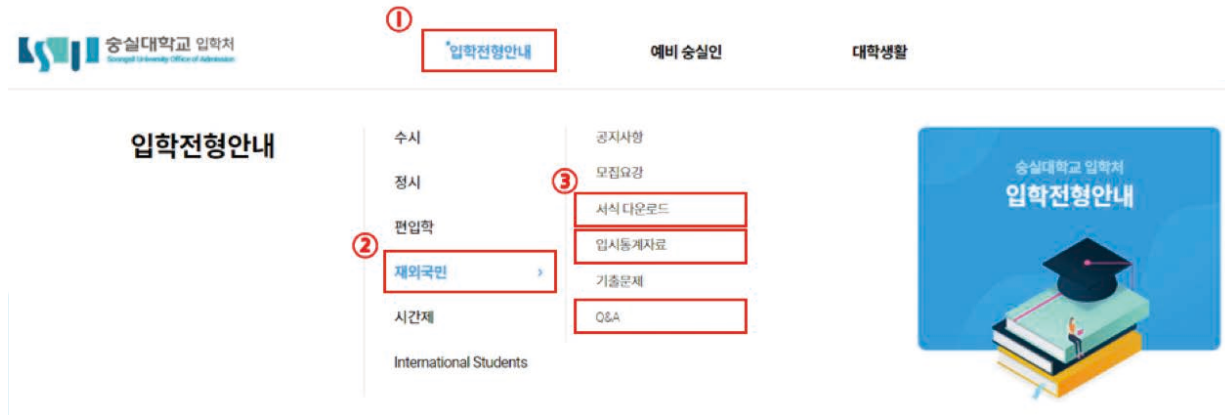 ①
숭실대학교 입학처
Soongsil University Office of Admission
입학전형안내
예비 숭실인
대학생활
입학전형안내
수시
정시
편입학
②
재외국민 >
시간제
International Students
공지사항
모집요강
③
서식 다운로드
입시통계자료
기출문제
Q&A
숭실대학교 입학처
입학전형안내